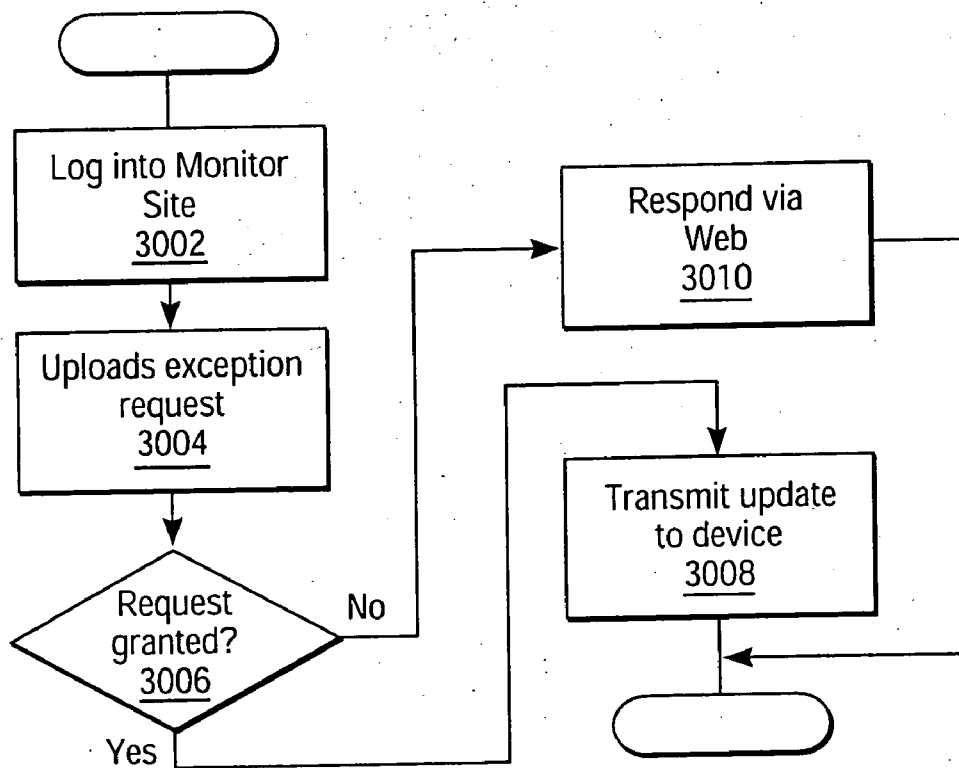 Log into Monitor
Site
3002
Uploads exception
request
3004
Request
granted?
3006
No
Yes
Respond via
Web
3010
Transmit update
to device
3008